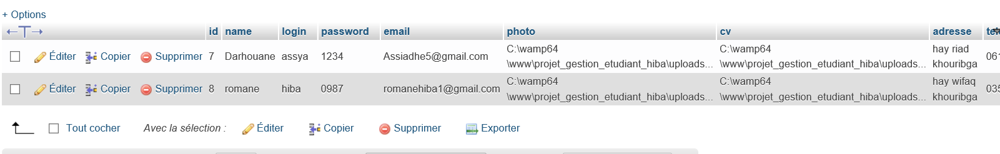 + Options
id name login password email photo cv adresse
Éditer Copier Supprimer 7 Darhouane assya 1234 Assiadhe5@gmail.com C:\wamp64 \www\projet_gestion_etudiant_hiba\uploads... C:\wamp64 \www\projet_gestion_etudiant_hiba\uploads... hay riad khouribga 061
Éditer Copier Supprimer 8 romane hiba 0987 romanehiba1@gmail.com C:\wamp64 \www\projet_gestion_etudiant_hiba\uploads... C:\wamp64 \www\projet_gestion_etudiant_hiba\uploads... hay wifaq khouribga 035
Tout cocher Avec la sélection : Éditer Copier Supprimer Exporter